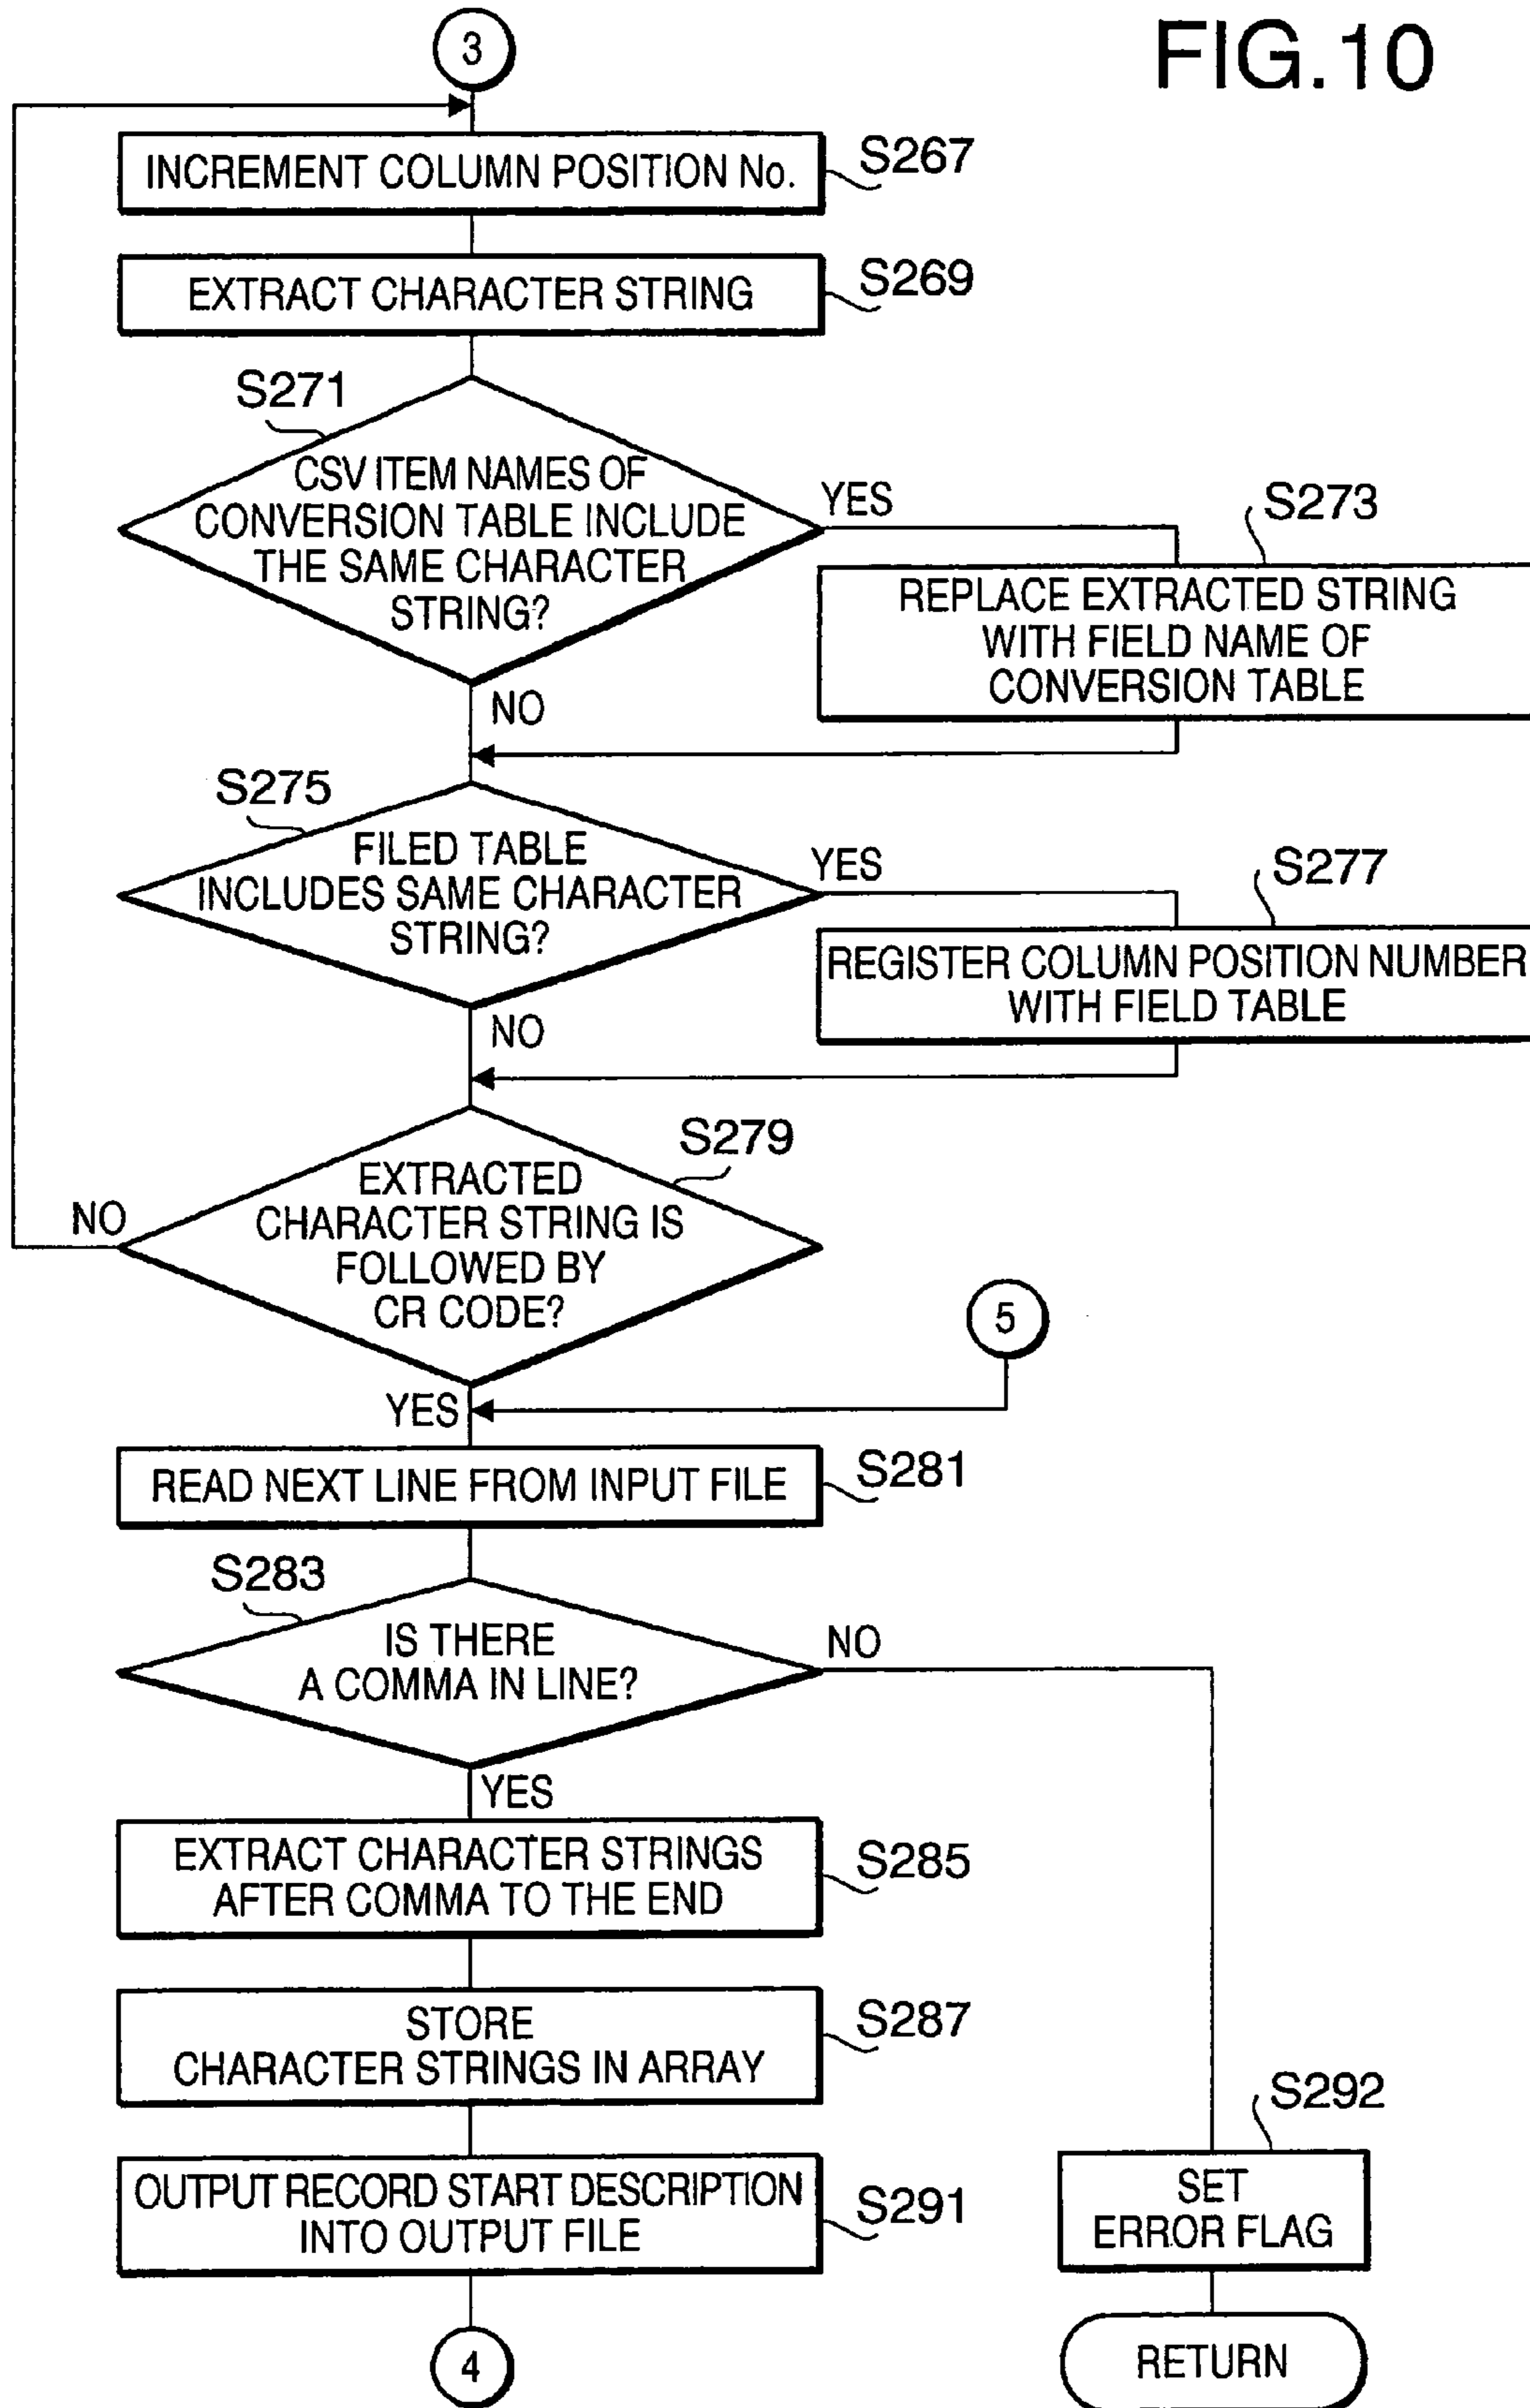 FIG.10
3
INCREMENT COLUMN POSITION No.
S267
EXTRACT CHARACTER STRING
S269
S271
CSV ITEM NAMES OF
CONVERSION TABLE INCLUDE
THE SAME CHARACTER
STRING?
YES
S273
REPLACE EXTRACTED STRING
WITH FIELD NAME OF
CONVERSION TABLE
NO
S275
FILED TABLE
INCLUDES SAME CHARACTER
STRING?
YES
S277
REGISTER COLUMN POSITION NUMBER
WITH FIELD TABLE
NO
S279
EXTRACTED
CHARACTER STRING IS
FOLLOWED BY
CR CODE?
NO
5
YES
READ NEXT LINE FROM INPUT FILE
S281
S283
IS THERE
A COMMA IN LINE?
NO
YES
EXTRACT CHARACTER STRINGS
AFTER COMMA TO THE END
S285
STORE
CHARACTER STRINGS IN ARRAY
S287
OUTPUT RECORD START DESCRIPTION
INTO OUTPUT FILE
S291
S292
SET
ERROR FLAG
4
RETURN